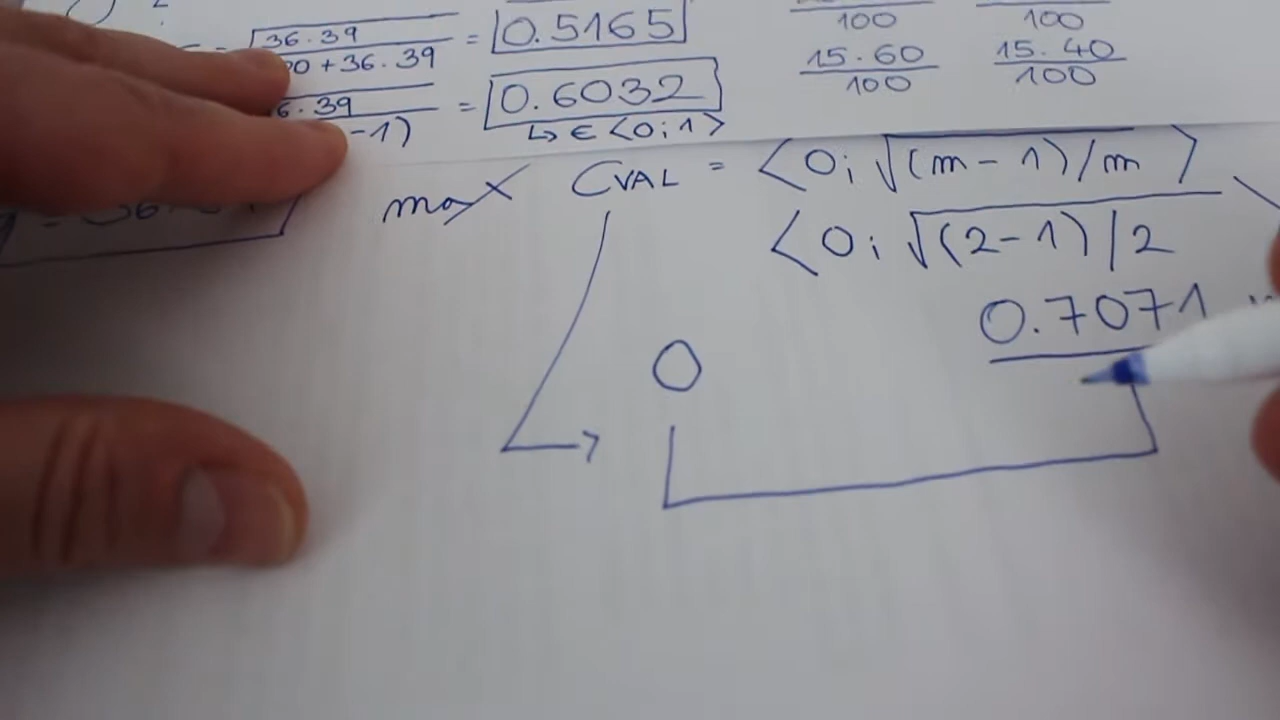 √36.39 / 00 + 36.39 = 0.5165
100 100
6.39 / -1) = 0.6032
15.60 / 100 15.40 / 100
↳ ∈ <0;1>
max CVAL = <0; √(m-1)/m >
<0; √(2-1)/2
0.7071
0